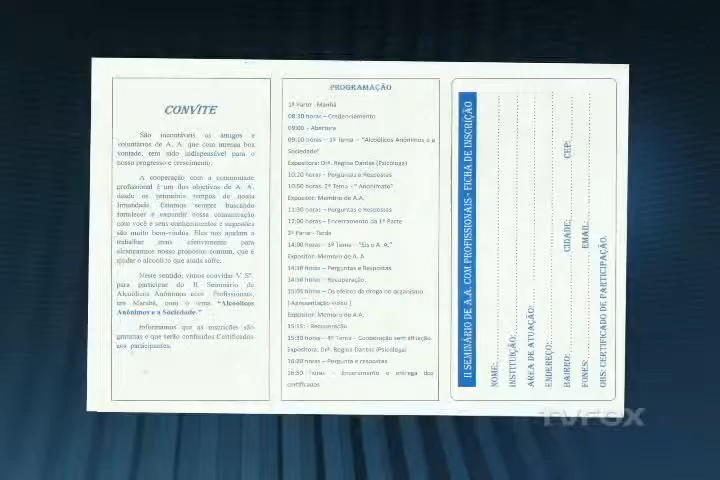 CONVITE
São incontáveis os amigos e
voluntários de A. A. que com imensa boa
vontade, tem sido indispensável para o
nosso progresso e crescimento.
A cooperação com a comunidade
profissional é um dos objetivos de A. A.
desde os primeiros tempos de nossa
Irmandade. Estamos sempre buscando
fortalecer e expandir nossa comunicação
com você e seus conhecimentos e sugestões
são muito bem-vindos. Eles nos ajudam a
trabalhar mais efetivamente para
alcançarmos nosso propósito comum, que é
ajudar o alcoólico que ainda sofre.
Neste sentido, vimos convidar V. Sª.
para participar do II Seminário de
Alcoólicos Anônimos com Profissionais,
em Marabá, com o tema "Alcoólicos
Anônimos e a Sociedade."
Informamos que as inscrições são
gratuitas e que serão conferidos Certificados
aos participantes.
PROGRAMAÇÃO
1ª Parte - Manhã
08:30 horas – Credenciamento
09:00 – Abertura
09:00 horas – 1º Tema – "Alcoólicos Anônimos e a
Sociedade"
Expositora: Drª. Regina Dantas (Psicóloga)
10:20 horas – Perguntas e Respostas
10:50 horas. 2º Tema - " Anonimato"
Expositor: Membro de A.A.
11:30 horas – Perguntas e Respostas
12:00 horas – Encerramento da 1ª Parte
2ª Parte - Tarde
14:00 horas – 3º Tema – "Eis o A. A."
Expositor: Membro de A.A
14:30 horas – Perguntas e Respostas
14:50 horas – Recuperação.
15:05 horas – Os efeitos da droga no organismo
(Apresentação vídeo )
Expositor: Membro de A.A.
15:15: - Recuperação
15:30 horas – 4º Tema – Cooperação sem afiliação.
Expositora: Drª. Regina Dantas (Psicóloga)
16:20 horas – Pergunta e respostas
16:50 horas – Encerramento e entrega dos
certificados
II SEMINÁRIO DE A.A. COM PROFISSIONAIS - FICHA DE INSCRIÇÃO
NOME:
INSTITUIÇÃO:
AREA DE ATUAÇÃO:
ENDEREÇO:
BAIRRO: CIDADE: CEP:
FONES: EMAIL:
OBS: CERTIFICADO DE PARTICIPAÇÃO.
TVFOX